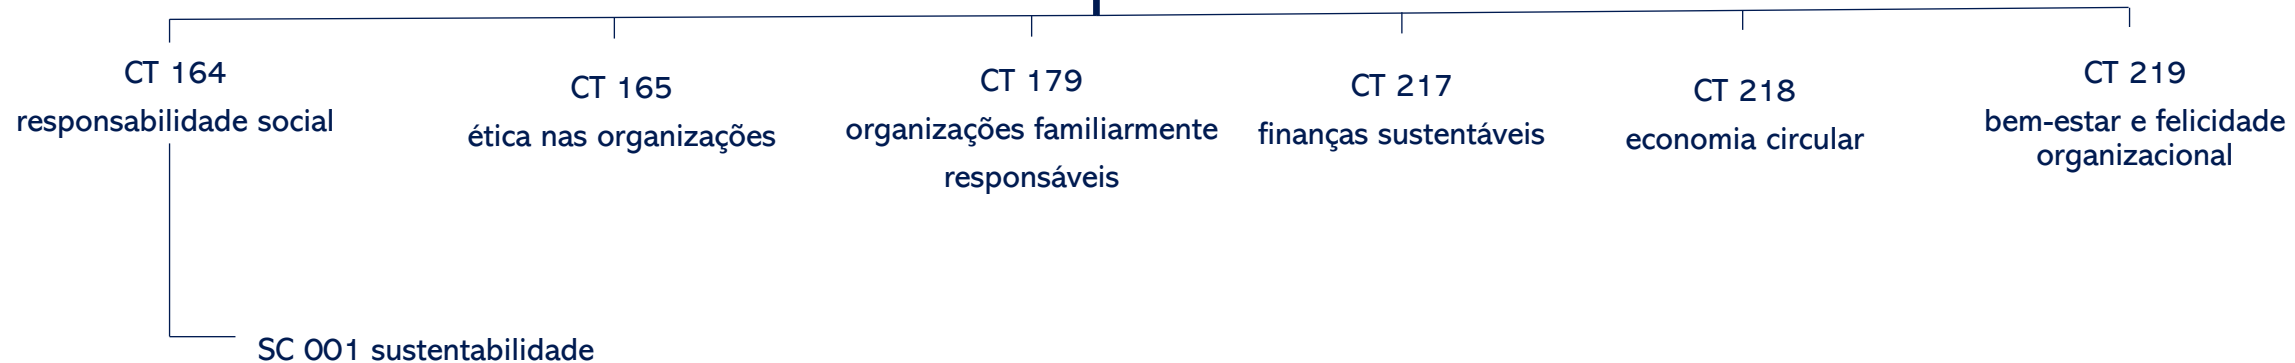 CT 164
responsabilidade social
CT 165
ética nas organizações
CT 179
organizações familiarmente
responsáveis
CT 217
finanças sustentáveis
CT 218
economia circular
CT 219
bem-estar e felicidade
organizacional
SC 001 sustentabilidade